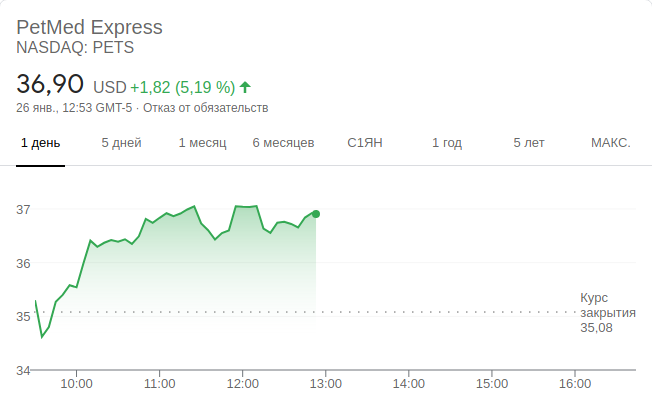 PetMed Express
NASDAQ: PETS
36,90 USD +1,82 (5,19 %)
26 янв., 12:53 GMT-5 · Отказ от обязательств
1 день 5 дней 1 месяц 6 месяцев С1ЯН 1 год 5 лет МАКС.
37
36
35
34
Курс
закрытия
35,08
10:00 11:00 12:00 13:00 14:00 15:00 16:00